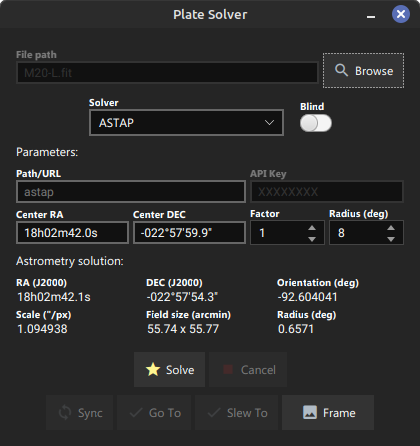 Plate Solver
File path
M20-L.fit
Browse
Solver
Blind
ASTAP
Parameters:
Path/URL
API Key
astap
XXXXXXXX
Center RA
Center DEC
Factor
Radius (deg)
18h02m42.0s
-022°57'59.9"
1
8
Astrometry solution:
RA (J2000)
DEC (J2000)
Orientation (deg)
18h02m42.1s
-022°57'54.3"
-92.604041
Scale ("/px)
Field size (arcmin)
Radius (deg)
1.094938
55.74 x 55.77
0.6571
Solve
Cancel
Sync
Go To
Slew To
Frame